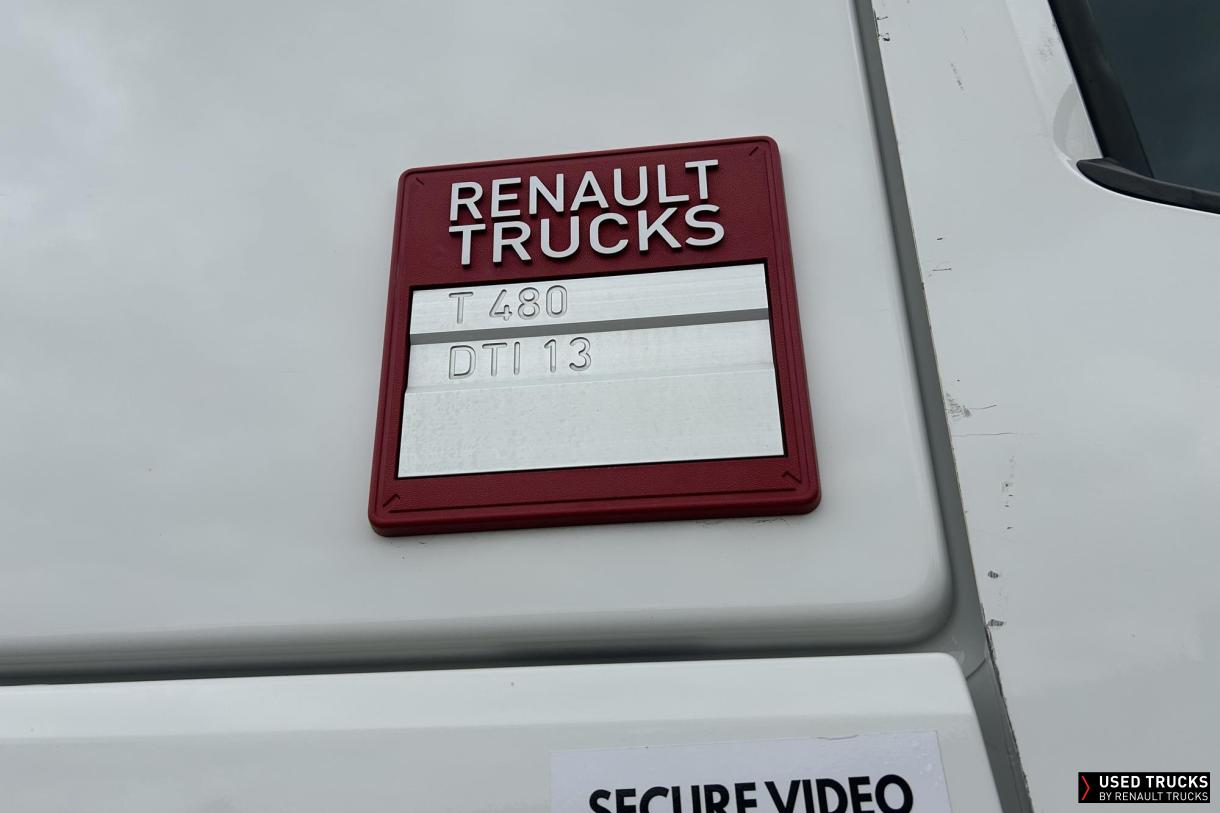 RENAULT
TRUCKS
T 480
DTI 13
SECURE VIDEO
USED TRUCKS
BY RENAULT TRUCKS